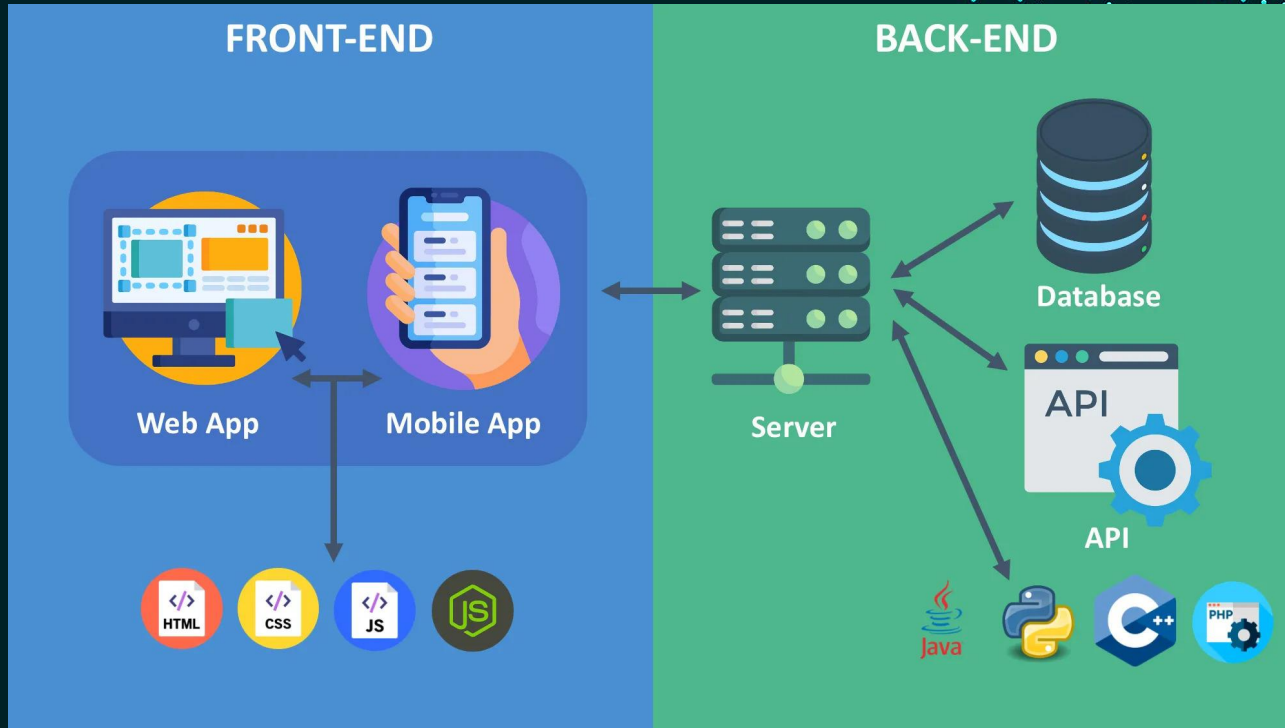 FRONT-END
BACK-END
Web App
Mobile App
Server
Database
API
API
</> HTML
</> CSS
</> JS
JS
Java
C++
PHP